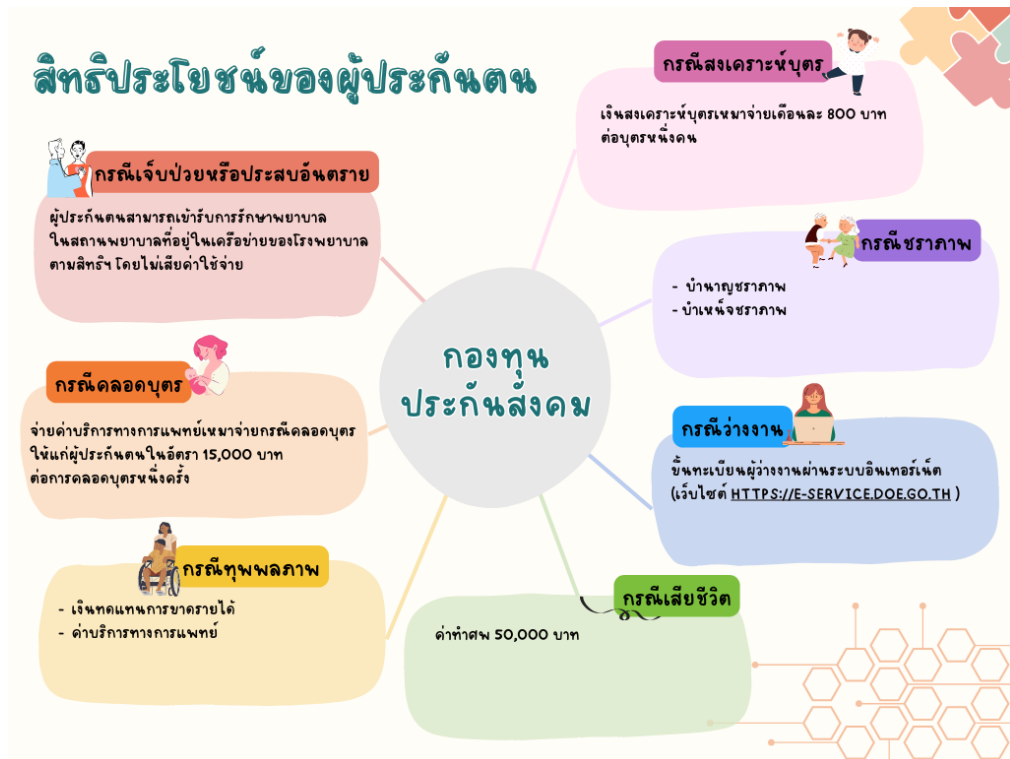 สิทธิประโยชน์ของผู้ประกันตน
กรณีสงเคราะห์บุตร
เงินสงเคราะห์บุตรเหมาจ่ายเดือนละ 800 บาท
ต่อบุตรหนึ่งคน
กรณีเจ็บป่วยหรือประสบอันตราย
ผู้ประกันตนสามารถเข้ารับการรักษาพยาบาล
ในสถานพยาบาลที่อยู่ในเครือข่ายของโรงพยาบาล
ตามสิทธิฯ โดยไม่เสียค่าใช้จ่าย
กรณีชราภาพ
- บำนาญชราภาพ
- บำเหน็จชราภาพ
กองทุน
ประกันสังคม
กรณีคลอดบุตร
จ่ายค่าบริการทางการแพทย์เหมาจ่ายกรณีคลอดบุตร
ให้แก่ผู้ประกันตนในอัตรา 15,000 บาท
ต่อการคลอดบุตรหนึ่งครั้ง
กรณีว่างงาน
ขึ้นทะเบียนผู้ว่างงานผ่านระบบอินเทอร์เน็ต
(เว็บไซต์ HTTPS://E-SERVICE.DOE.GO.TH )
กรณีทุพพลภาพ
- เงินทดแทนการขาดรายได้
- ค่าบริการทางการแพทย์
กรณีเสียชีวิต
ค่าทำศพ 50,000 บาท